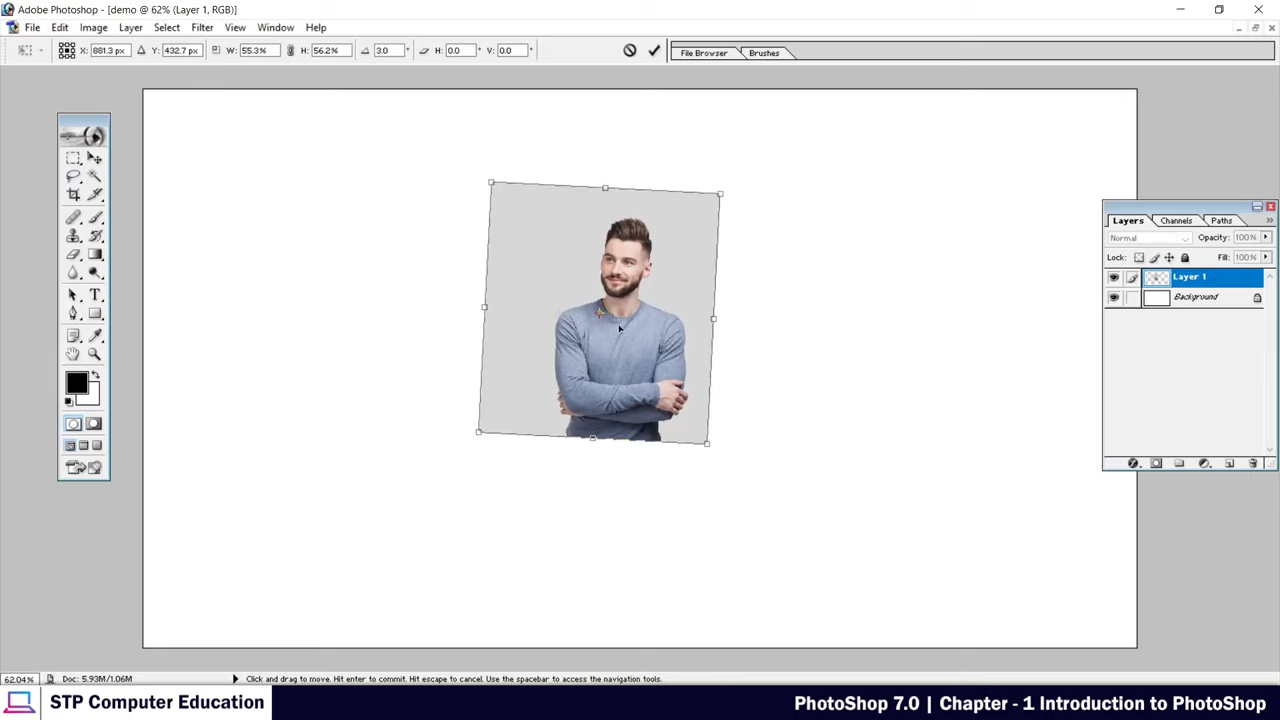 Adobe Photoshop - [demo @ 62% (Layer 1, RGB)]
File Edit Image Layer Select Filter View Window Help
X: 881.3 px Y: 432.7 px W: 55.3% H: 56.2% 3.0 ° H: 0.0 ° V: 0.0 °
File Browser Brushes
Layers Channels Paths
Normal Opacity: 100%
Lock: Fill: 100%
Layer 1
Background
T
62.04% Doc: 5.93M/1.06M Click and drag to move. Hit enter to commit. Hit escape to cancel. Use the spacebar to access the navigation tools.
STP Computer Education
PhotoShop 7.0 | Chapter - 1 Introduction to PhotoShop